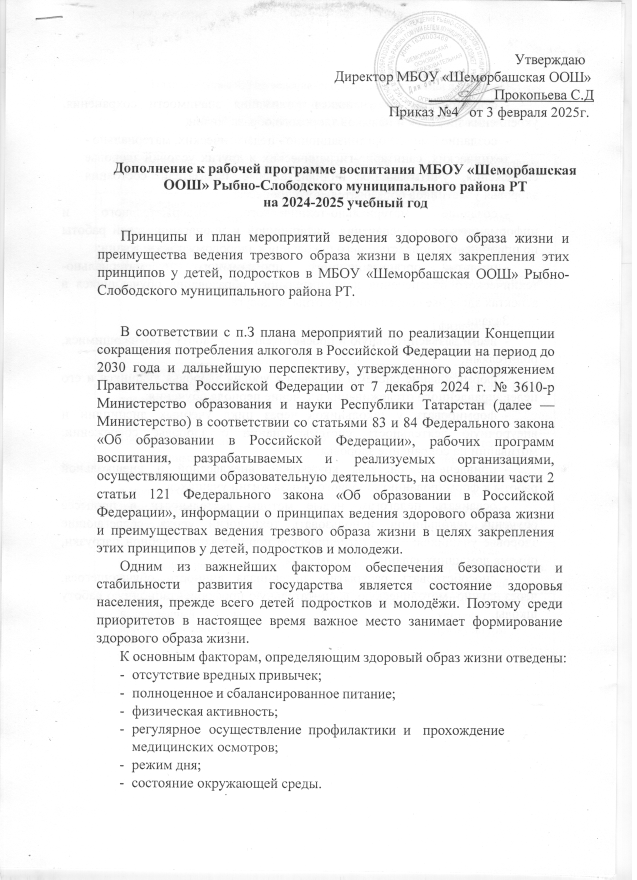 Утверждаю
Директор МБОУ «Шеморбашская ООШ»
Прокопьева С.Д
Приказ №4 от 3 февраля 2025г.
Дополнение к рабочей программе воспитания МБОУ «Шеморбашская
ООШ» Рыбно-Слободского муниципального района РТ
на 2024-2025 учебный год
Принципы и план мероприятий ведения здорового образа жизни и
преимущества ведения трезвого образа жизни в целях закрепления этих
принципов у детей, подростков в МБОУ «Шеморбашская ООШ» Рыбно-
Слободского муниципального района РТ.
В соответствии с п.3 плана мероприятий по реализации Концепции
сокращения потребления алкоголя в Российской Федерации на период до
2030 года и дальнейшую перспективу, утвержденного распоряжением
Правительства Российской Федерации от 7 декабря 2024 г. № 3610-р
Министерство образования и науки Республики Татарстан (далее —
Министерство) в соответствии со статьями 83 и 84 Федерального закона
«Об образовании в Российской Федерации», рабочих программ
воспитания, разрабатываемых и реализуемых организациями,
осуществляющими образовательную деятельность, на основании части 2
статьи 121 Федерального закона «Об образовании в Российской
Федерации», информации о принципах ведения здорового образа жизни
и преимуществах ведения трезвого образа жизни в целях закрепления
этих принципов у детей, подростков и молодежи.
Одним из важнейших фактором обеспечения безопасности и
стабильности развития государства является состояние здоровья
населения, прежде всего детей подростков и молодёжи. Поэтому среди
приоритетов в настоящее время важное место занимает формирование
здорового образа жизни.
К основным факторам, определяющим здоровый образ жизни отведены:
- отсутствие вредных привычек;
- полноценное и сбалансированное питание;
- физическая активность;
- регулярное осуществление профилактики и прохождение
медицинских осмотров;
- режим дня;
- состояние окружающей среды.